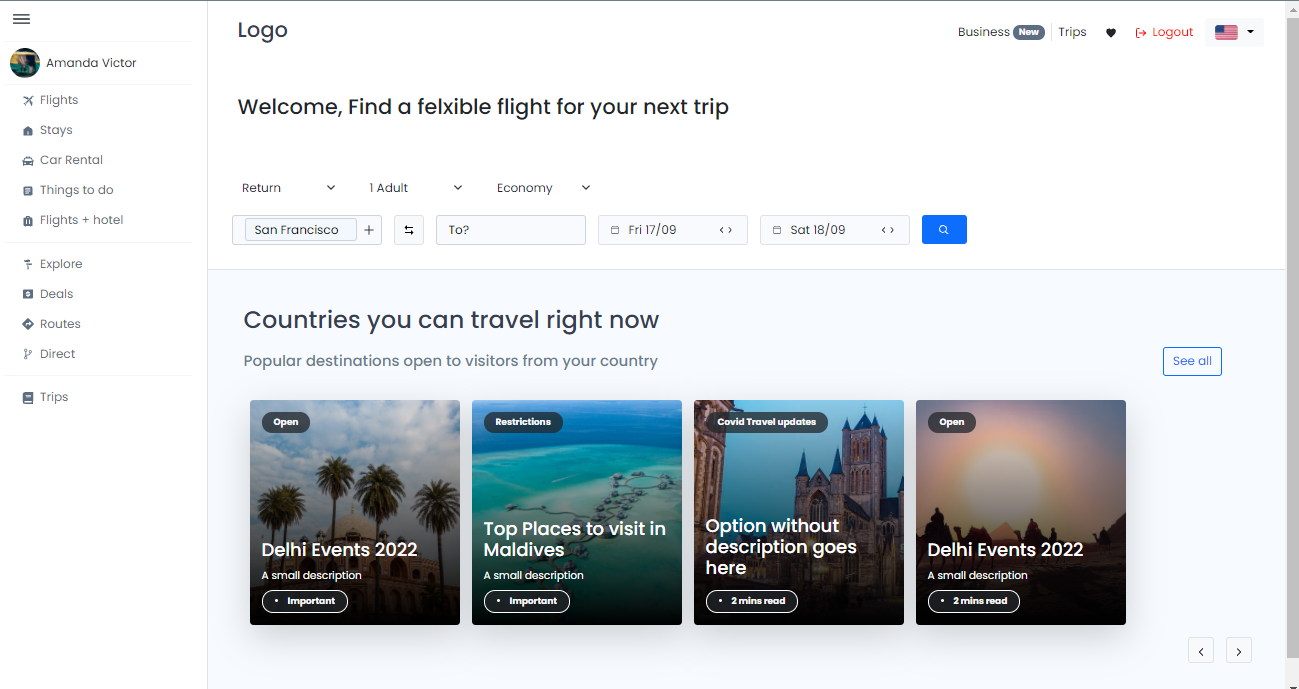 Logo
Business New
Trips
Logout
Amanda Victor
Flights
Stays
Car Rental
Things to do
Flights + hotel
Explore
Deals
Routes
Direct
Trips
Welcome, Find a felxible flight for your next trip
Return
1 Adult
Economy
San Francisco
To?
Fri 17/09
Sat 18/09
Countries you can travel right now
Popular destinations open to visitors from your country
See all
Open
Delhi Events 2022
A small description
• Important
Restrictions
Top Places to visit in
Maldives
A small description
• Important
Covid Travel updates
Option without
description goes
here
• 2 mins read
Open
Delhi Events 2022
A small description
• 2 mins read